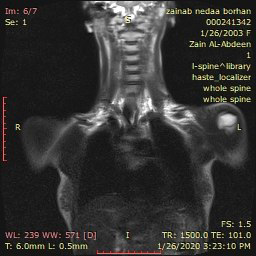 Im: 6/7
Se: 1
zainab nedaa borhan
000241342
1/26/2003 F
Zain AL-Abdeen
1
l-spine^library
haste_localizer
whole spine
whole spine
S
R
L
I
WL: 239 WW: 571 [D]
T: 6.0mm L: 0.5mm
FS: 1.5
TR: 1500.0 TE: 101.0
1/26/2020 3:23:10 PM